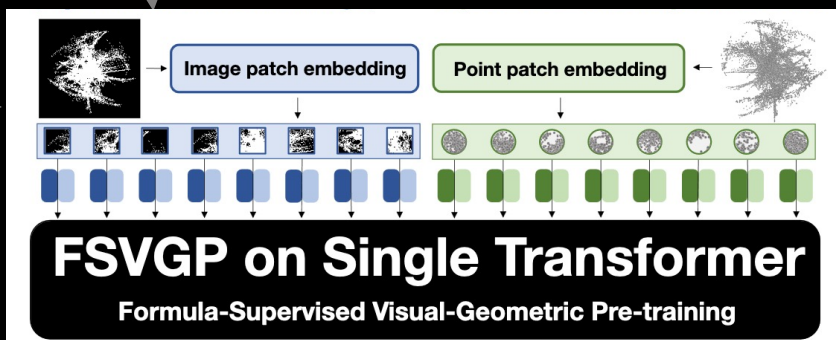 Image patch embedding
Point patch embedding
FSVGP on Single Transformer
Formula-Supervised Visual-Geometric Pre-training